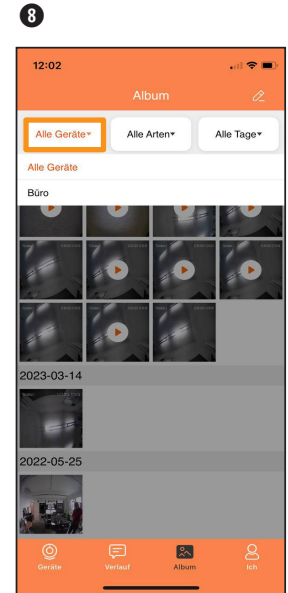 8
12:02
Album
Alle Geräte▾ Alle Arten▾ Alle Tage▾
Alle Geräte
Büro
2023-03-14
2022-05-25
Geräte Verlauf Album Ich